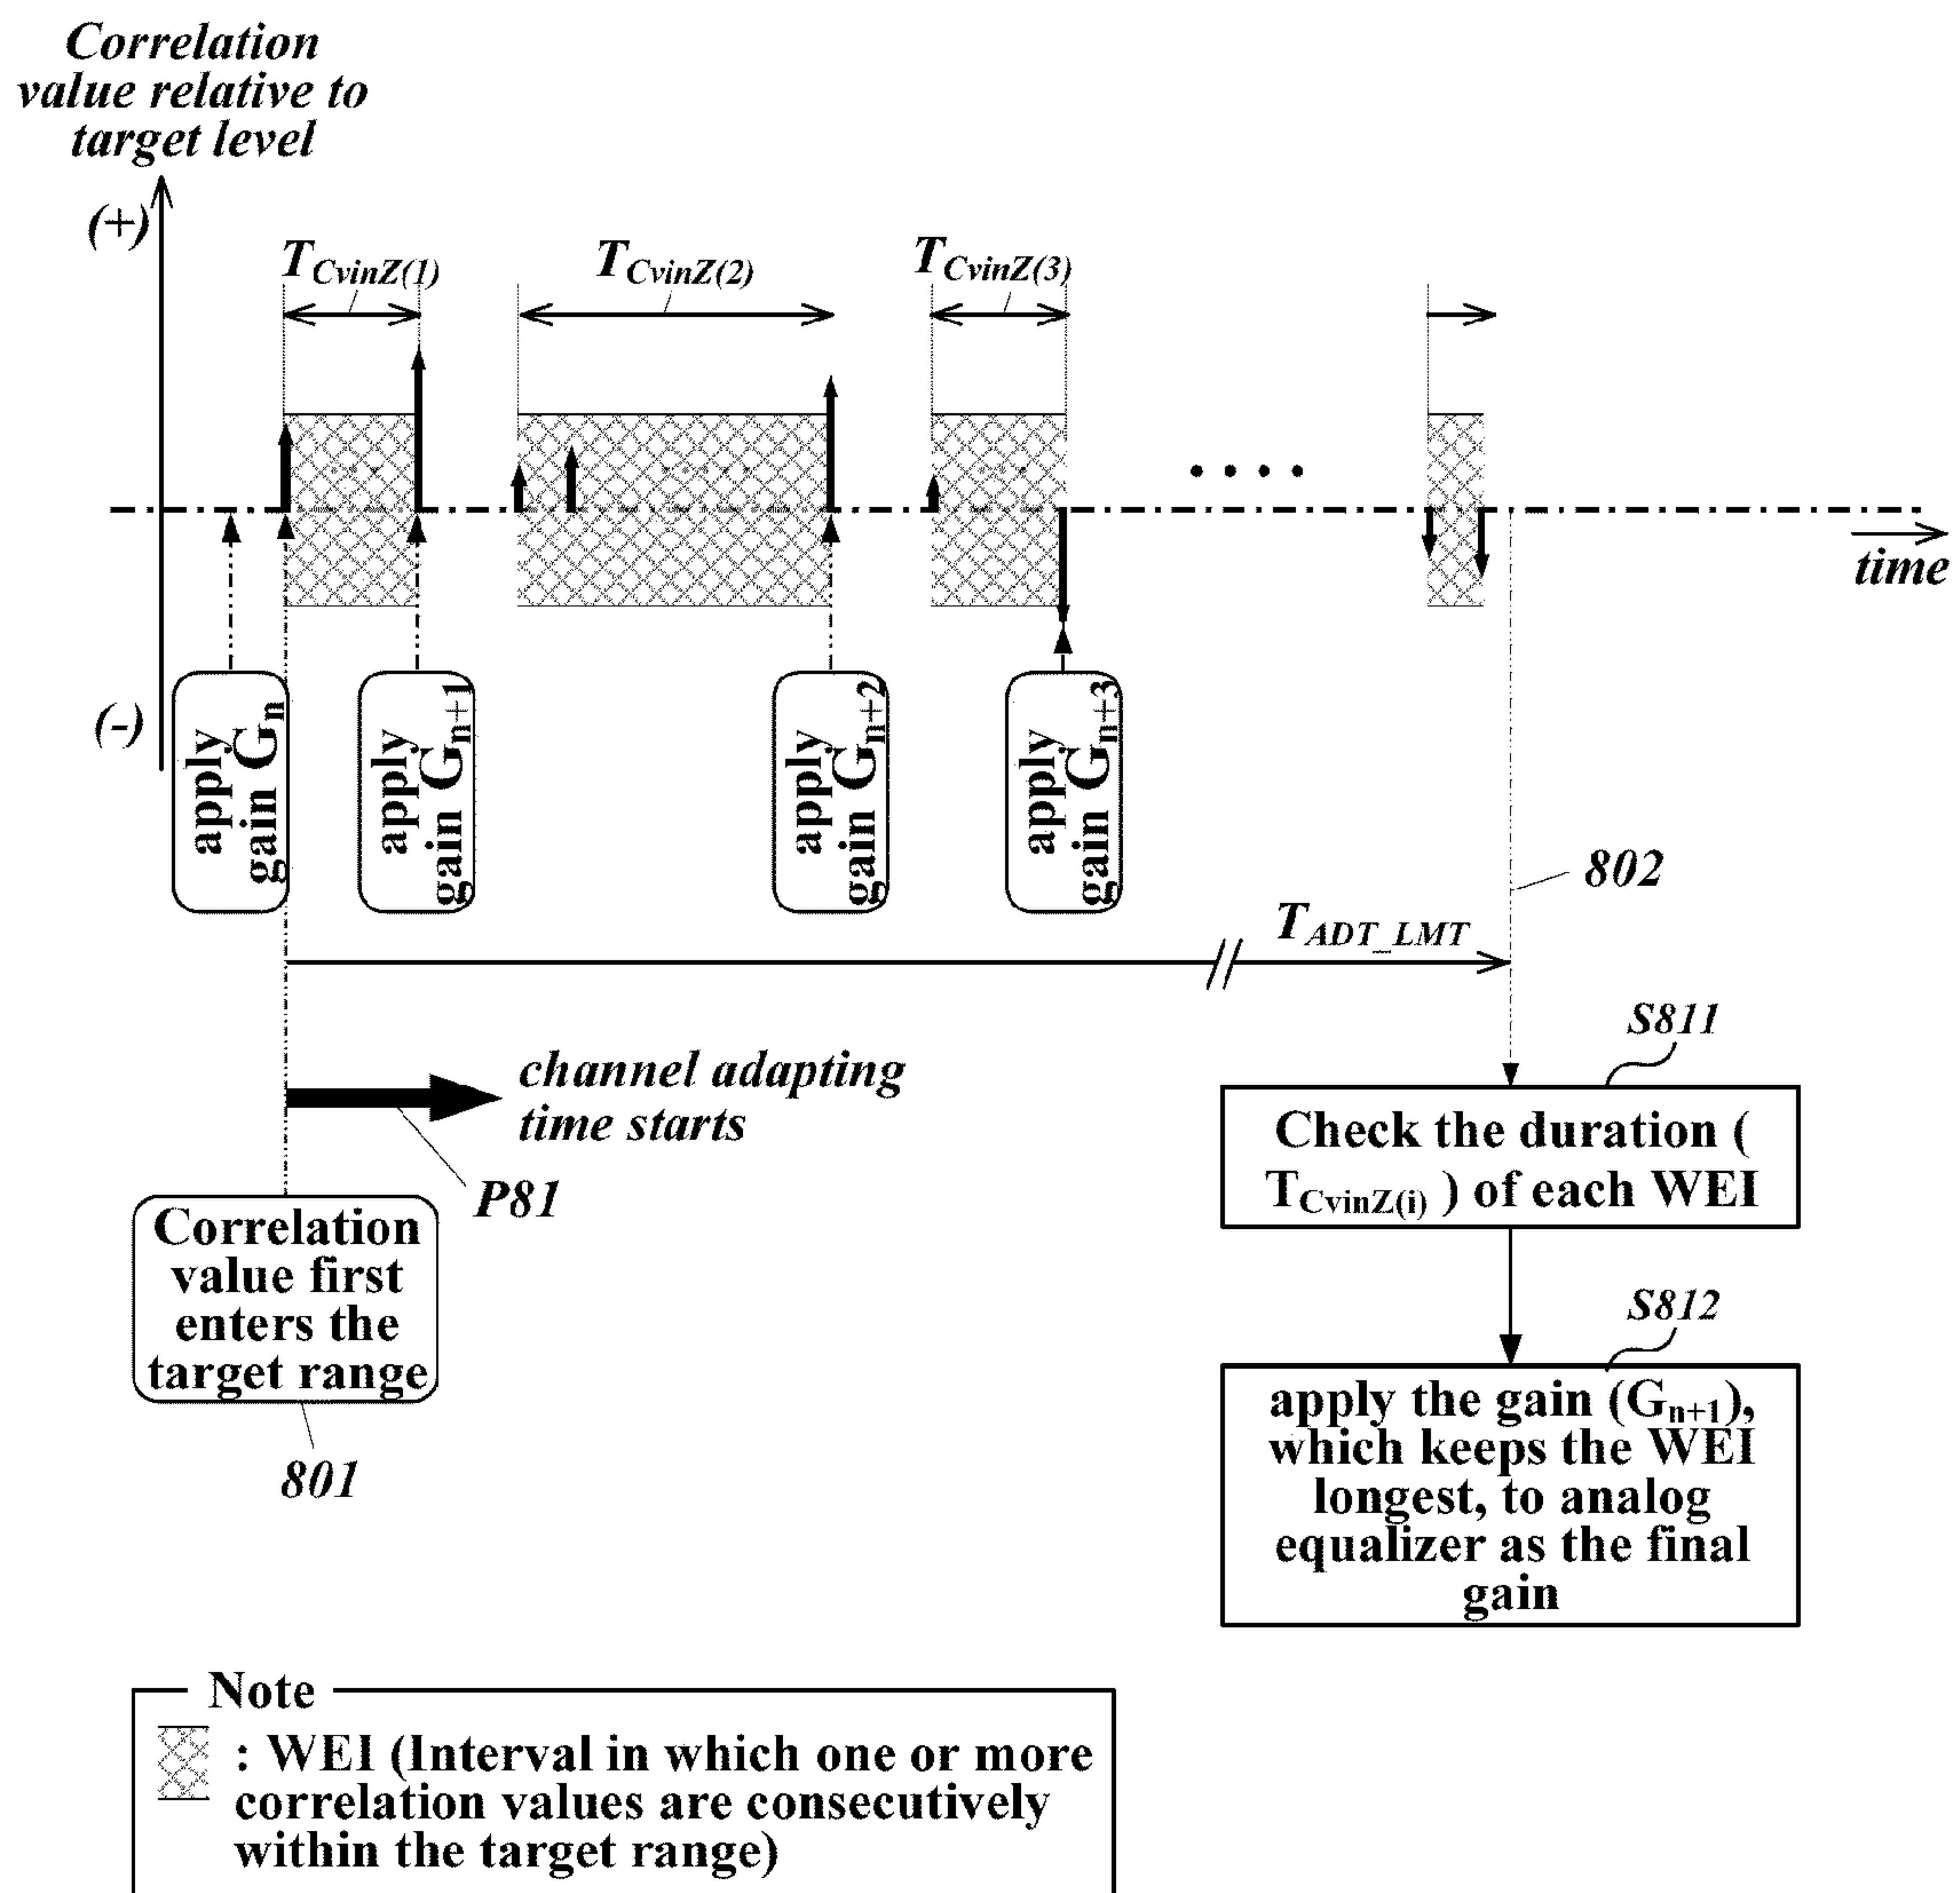 Correlation
value relative to
target level
(+)
T_CvinZ(1)
T_CvinZ(2)
T_CvinZ(3)
• • • •
time
(-)
apply
gain G_n
apply
gain G_n+1
apply
gain G_n+2
apply
gain G_n+3
802
T_ADT_LMT
channel adapting
time starts
P81
Correlation
value first
enters the
target range
801
S811
Check the duration (
T_CvinZ(i) ) of each WEI
S812
apply the gain (G_n+1),
which keeps the WEI
longest, to analog
equalizer as the final
gain
Note
: WEI (Interval in which one or more
correlation values are consecutively
within the target range)